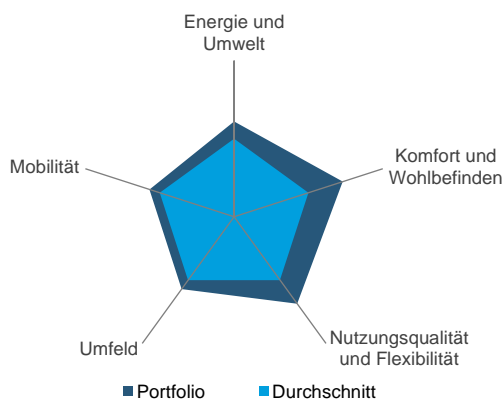 Energie und
Umwelt
Komfort und
Wohlbefinden
Mobilität
Nutzungsqualität
und Flexibilität
Umfeld
Portfolio
Durchschnitt